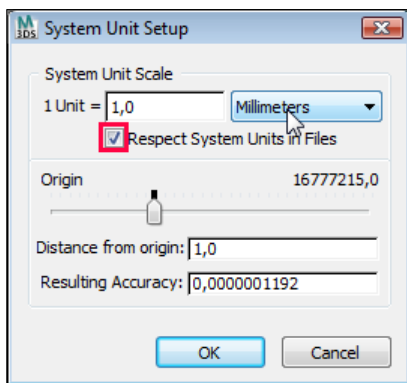 M
3DS System Unit Setup
System Unit Scale
1 Unit = 1,0 Millimeters
Respect System Units in Files
Origin 16777215,0
Distance from origin: 1,0
Resulting Accuracy: 0,0000001192
OK Cancel